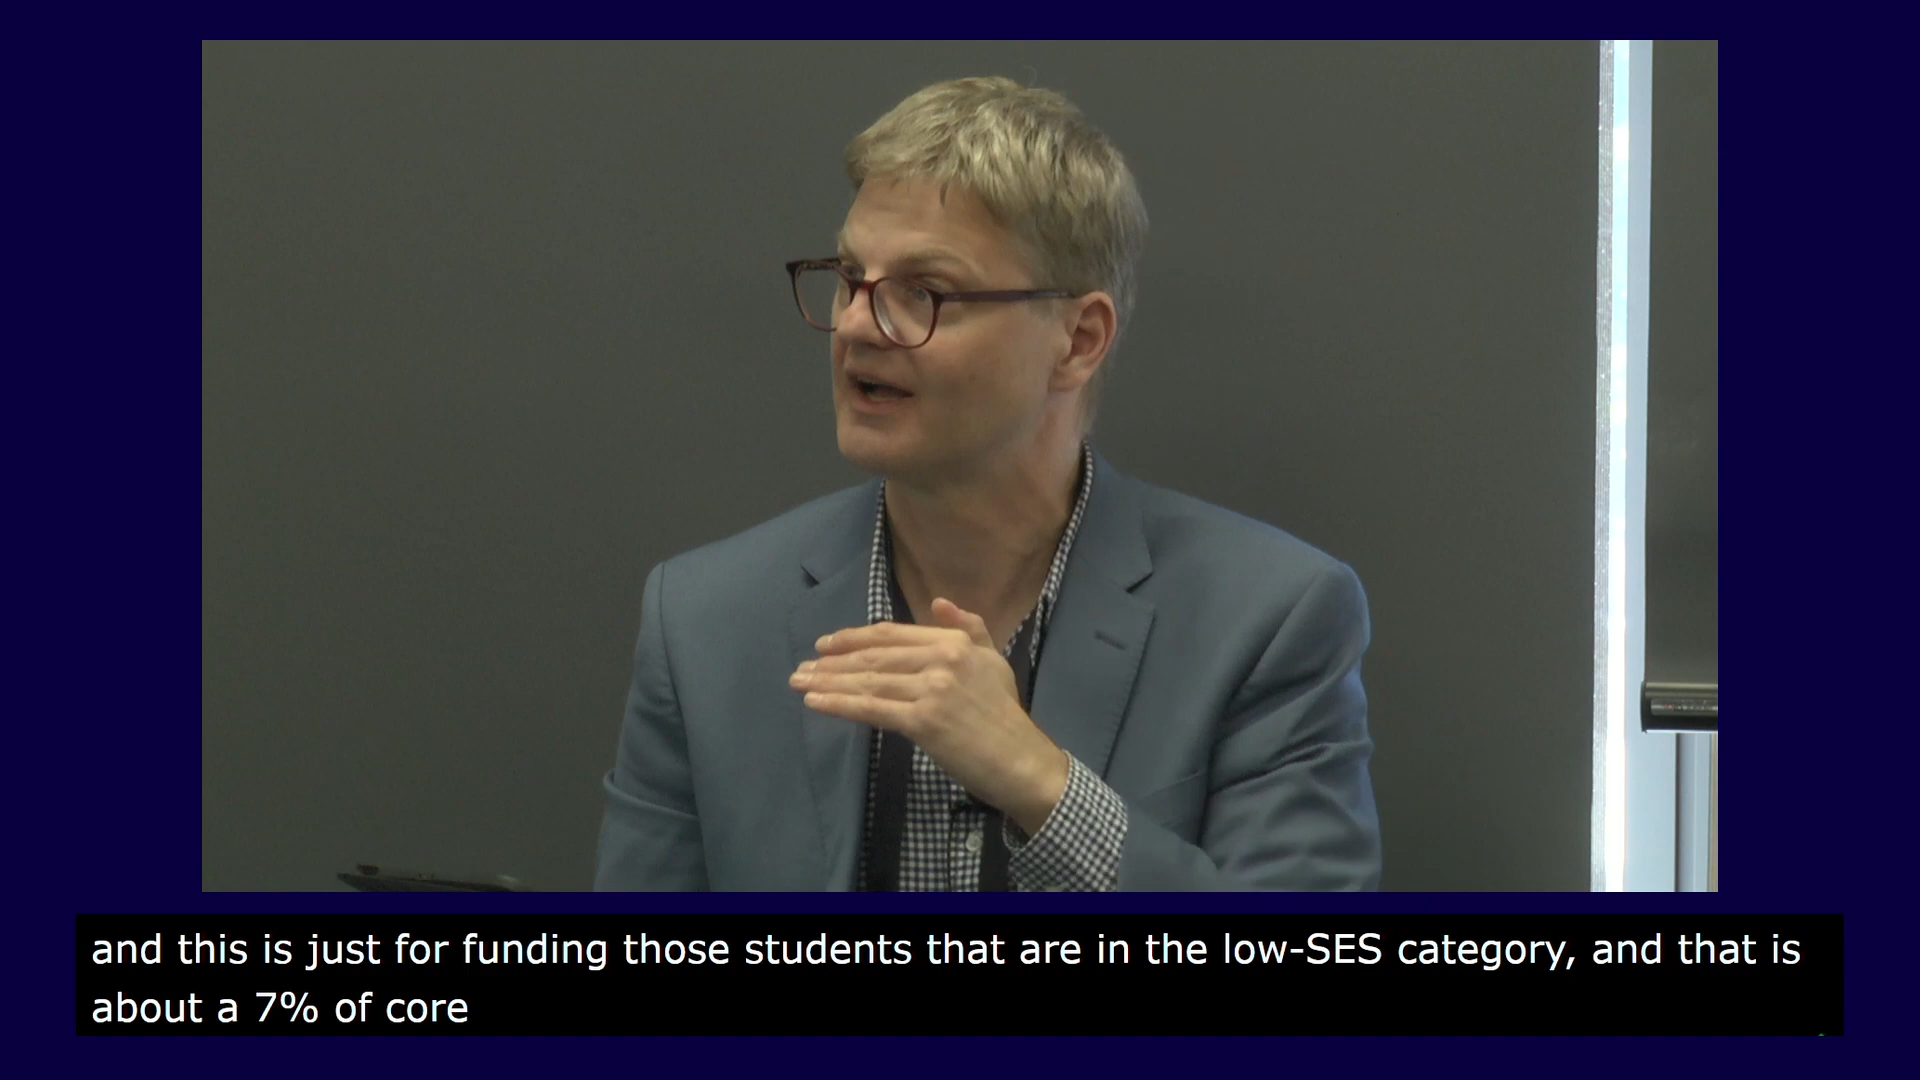 and this is just for funding those students that are in the low-SES category, and that is
about a 7% of core